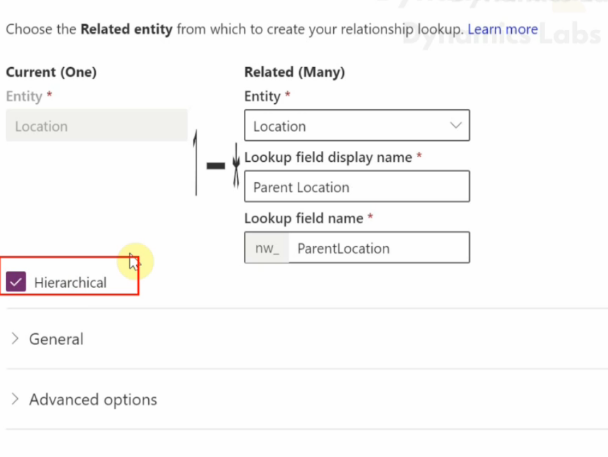 Dynamics Labs
Choose the Related entity from which to create your relationship lookup. Learn more
Current (One)
Related (Many)
Entity *
Entity *
Location
Location
Lookup field display name *
Parent Location
Lookup field name *
nw_ ParentLocation
Hierarchical
General
Advanced options